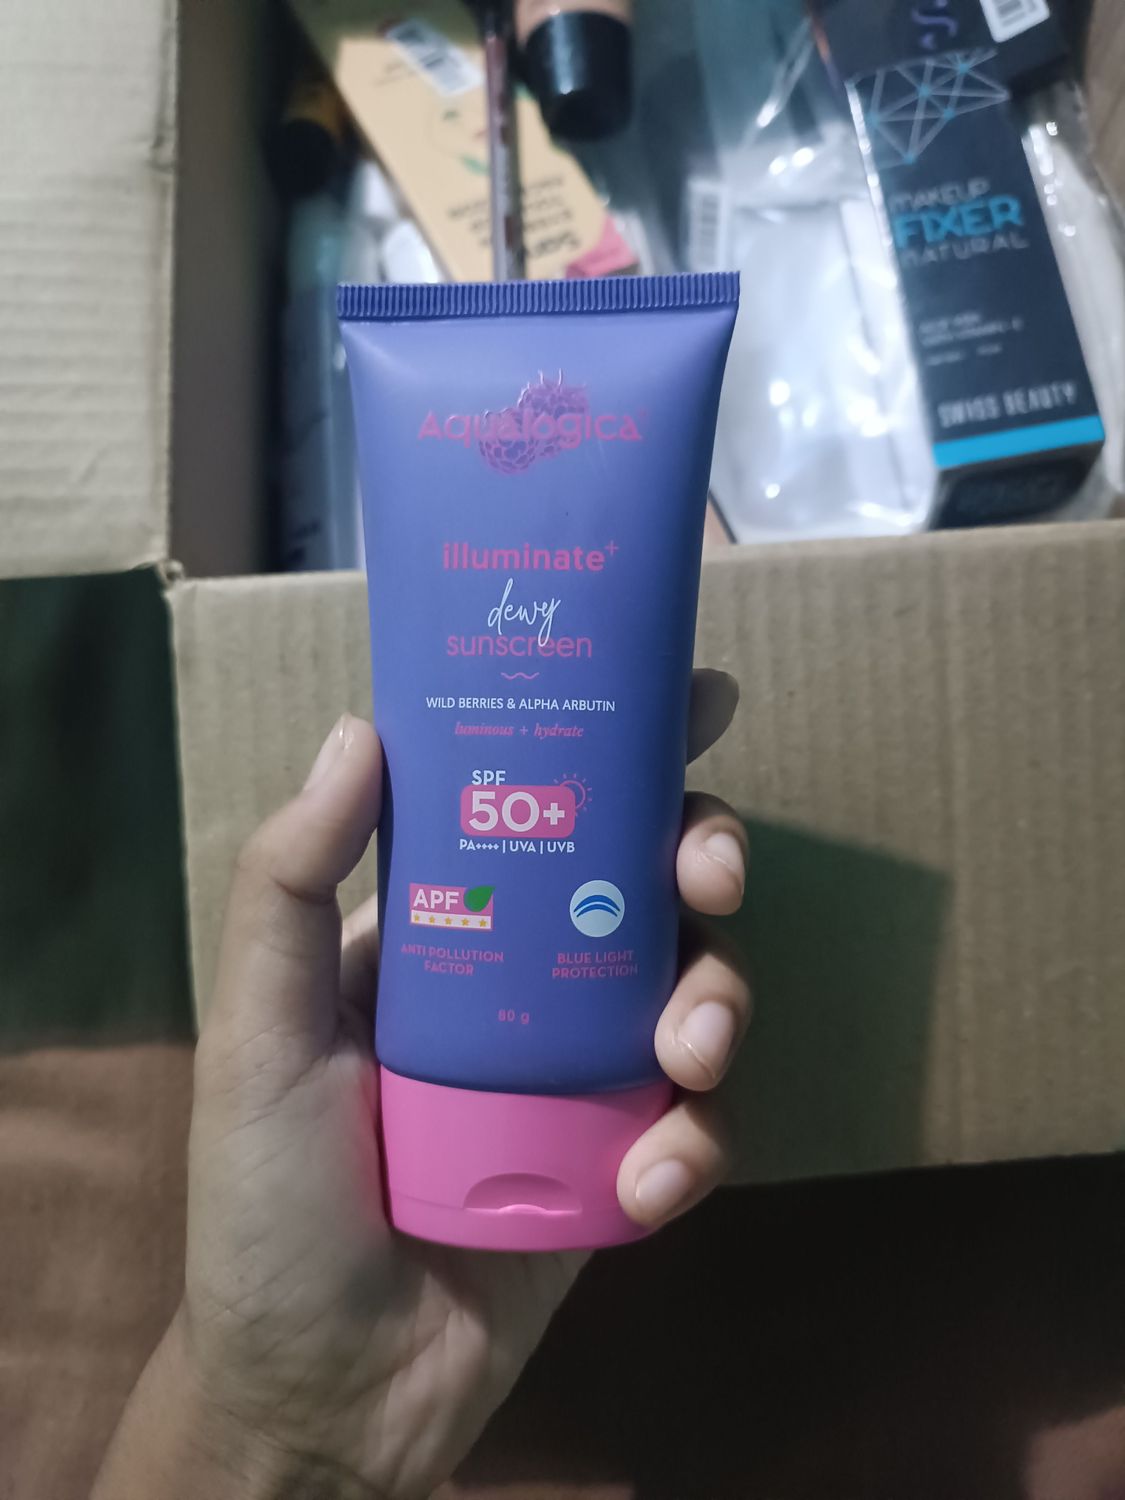 Aqualogica
illuminate+
dewy
sunscreen
WILD BERRIES & ALPHA ARBUTIN
luminous + hydrate
SPF
50+
PA++++ | UVA | UVB
APF
ANTI POLLUTION
FACTOR
BLUE LIGHT
PROTECTION
80 g
MAKEUP
FIXER
NATURAL
SWISS BEAUTY